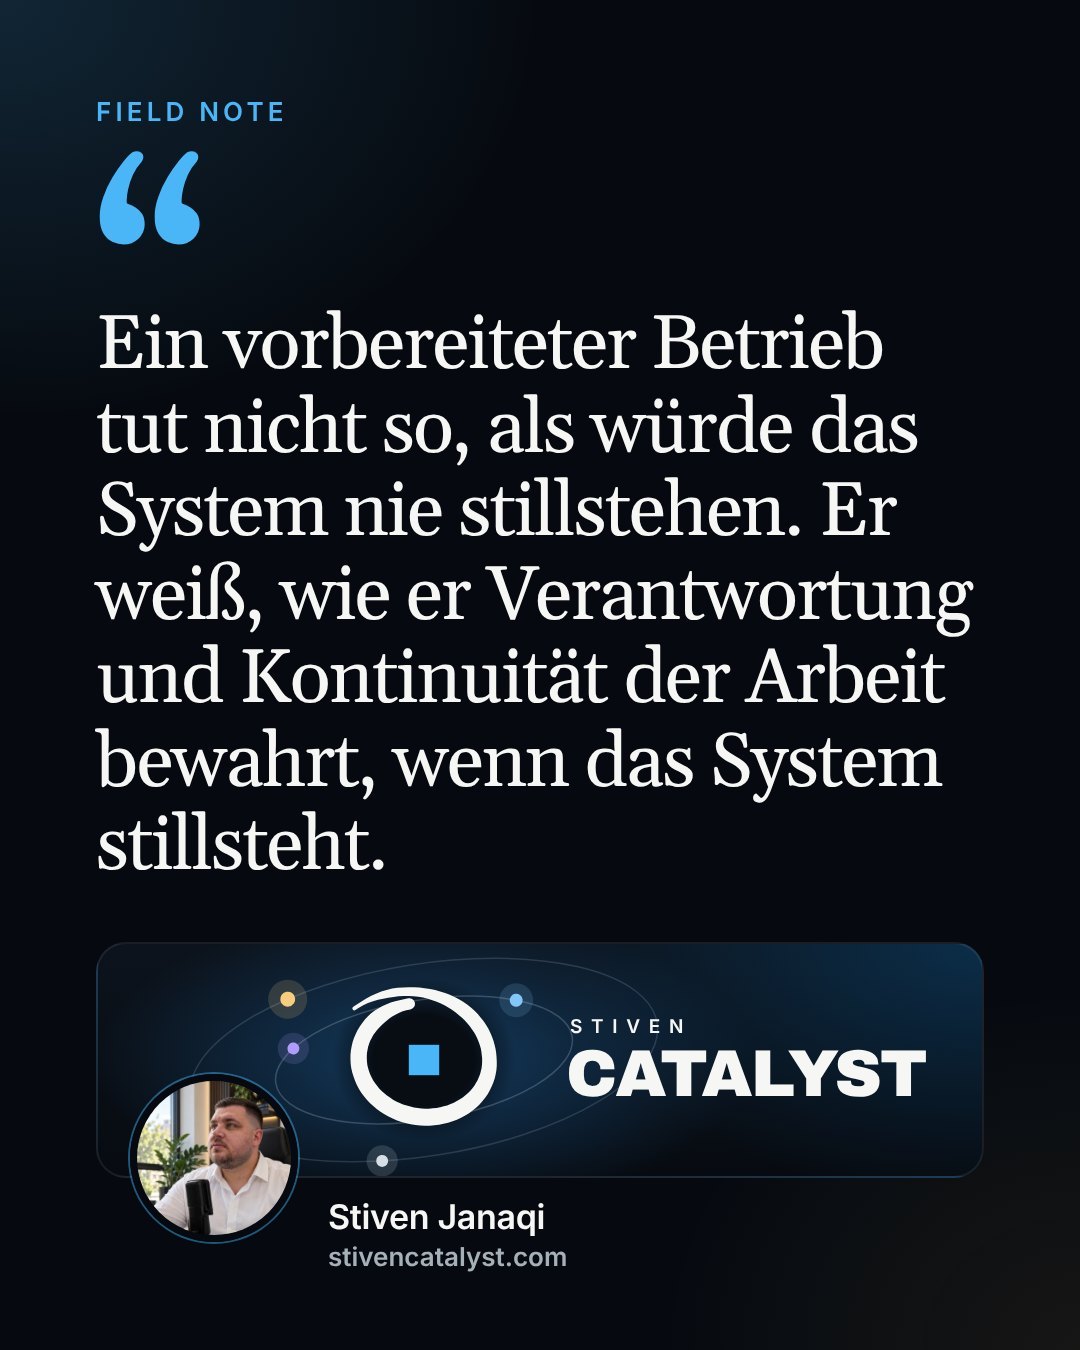 FIELD NOTE
“
Ein vorbereiteter Betrieb
tut nicht so, als würde das
System nie stillstehen. Er
weiß, wie er Verantwortung
und Kontinuität der Arbeit
bewahrt, wenn das System
stillsteht.
STIVEN
CATALYST
Stiven Janaqi
stivencatalyst.com